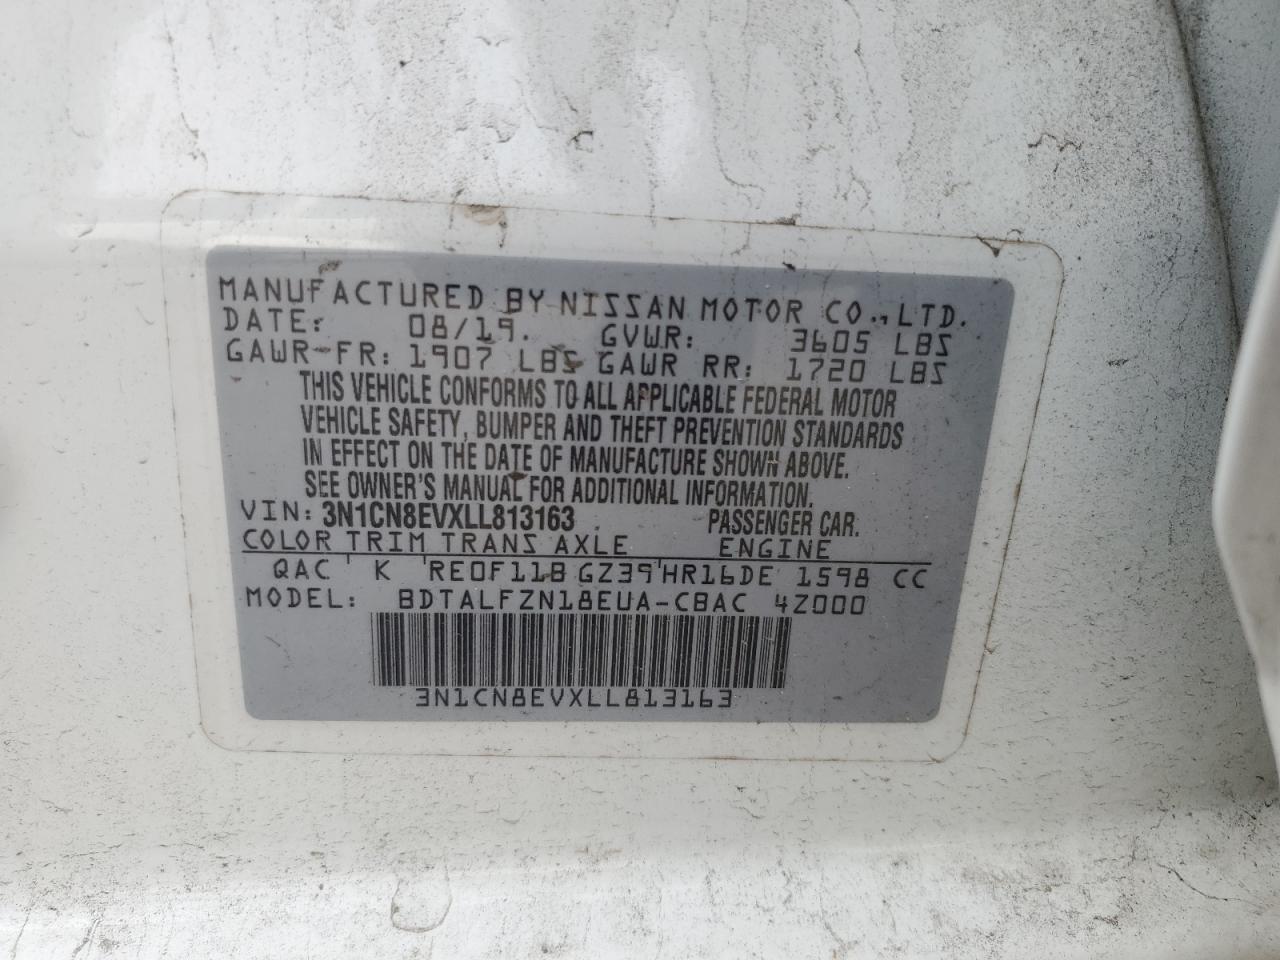 MANUFACTURED BY NISSAN MOTOR CO., LTD.
DATE: 08/19. GVWR: 3605 LBS
GAWR-FR: 1907 LBS GAWR RR: 1720 LBS
THIS VEHICLE CONFORMS TO ALL APPLICABLE FEDERAL MOTOR
VEHICLE SAFETY, BUMPER AND THEFT PREVENTION STANDARDS
IN EFFECT ON THE DATE OF MANUFACTURE SHOWN ABOVE.
SEE OWNER'S MANUAL FOR ADDITIONAL INFORMATION.
VIN: 3N1CN8EVXLL813163 PASSENGER CAR.
COLOR TRIM TRANS AXLE ENGINE
QAC K RE0F11B GZ39 HR16DE 1598 CC
MODEL: BDTALFZN18EUA-CBAC 4Z000
3N1CN8EVXLL813163